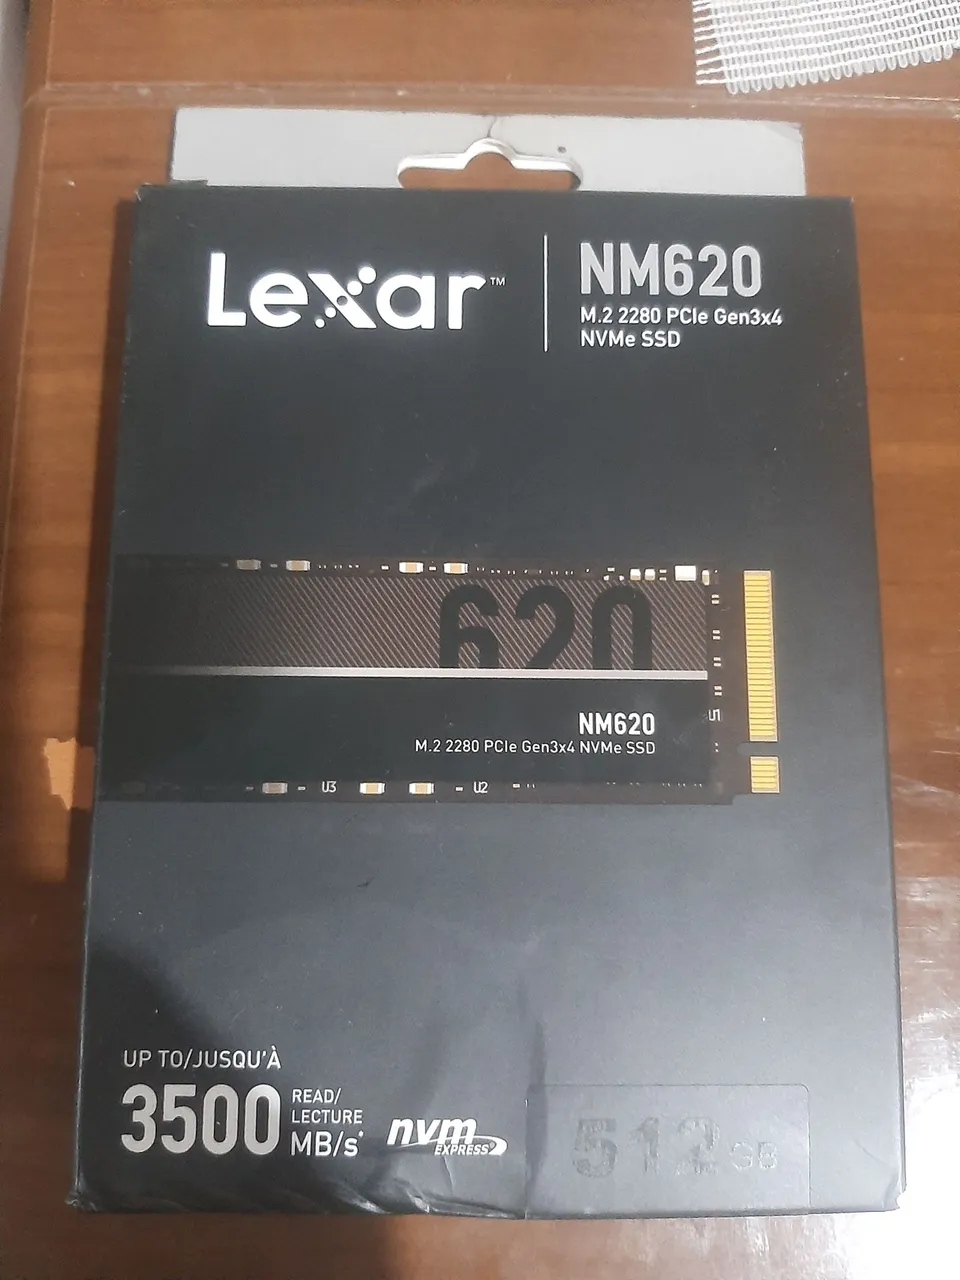 Lexar™
NM620
M.2 2280 PCIe Gen3x4
NVMe SSD
620
NM620
M.2 2280 PCIe Gen3x4 NVMe SSD
U3
U2
UP TO/JUSQU'À
3500
READ/
LECTURE
MB/s*
nvm
EXPRESS®
512 GB